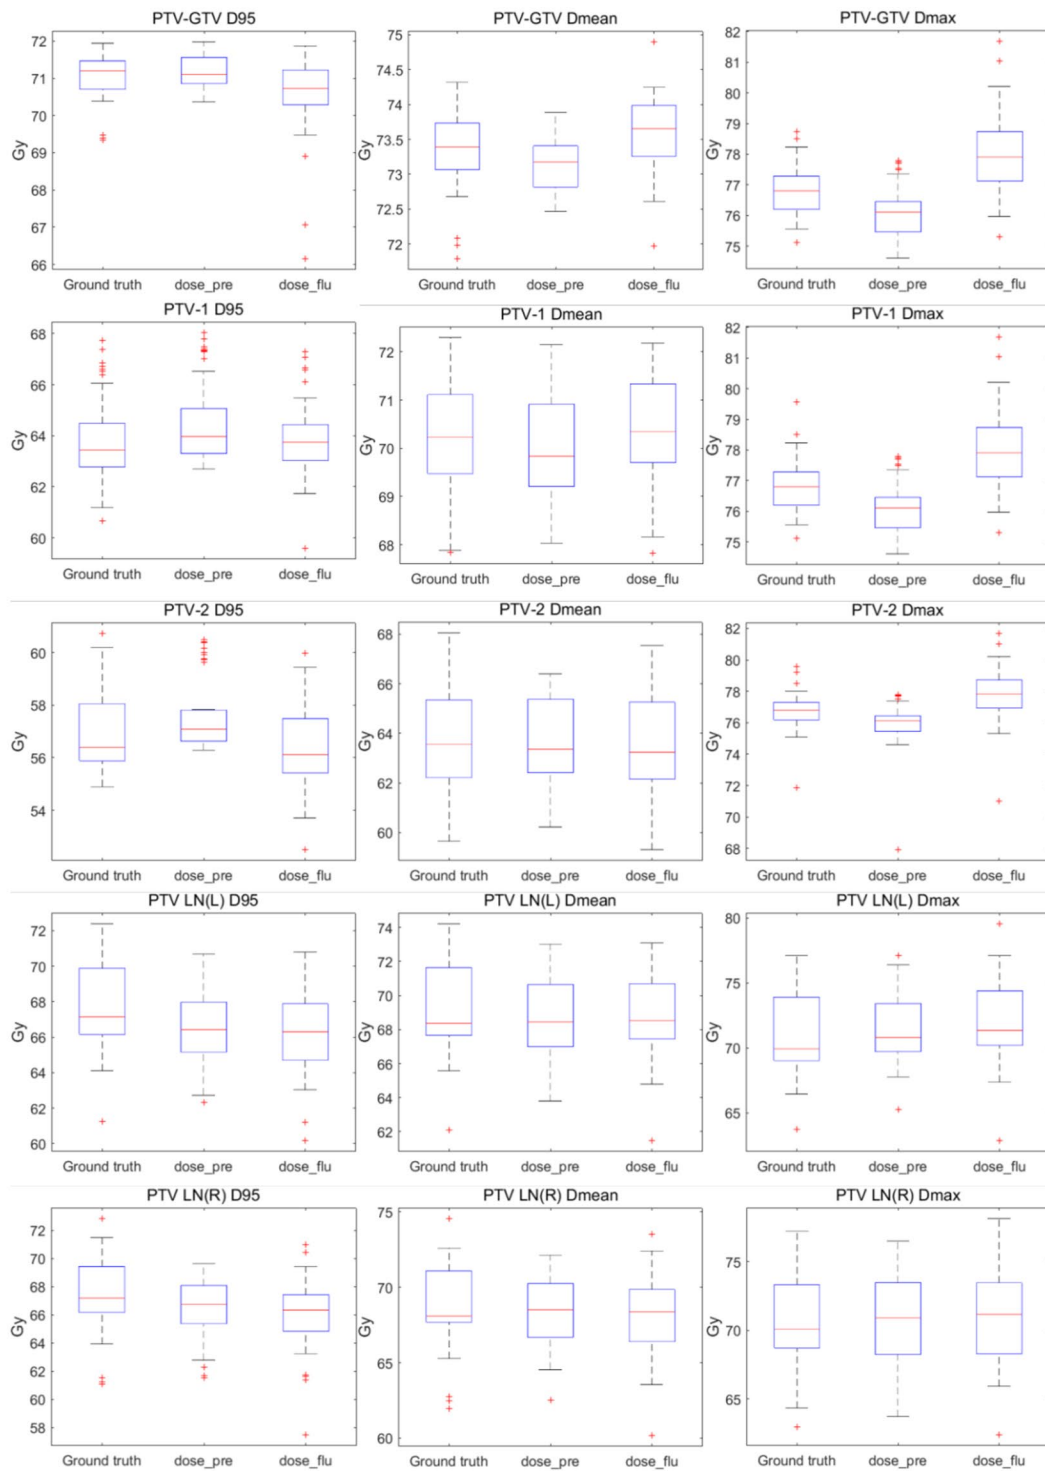 PTV-GTV D95
72
71
70
69
68
67
66
Gy
Ground truth dose_pre dose_flu
PTV-GTV Dmean
75
74.5
74
73.5
73
72.5
72
Gy
Ground truth dose_pre dose_flu
PTV-GTV Dmax
82
81
80
79
78
77
76
75
Gy
Ground truth dose_pre dose_flu
PTV-1 D95
68
66
64
62
60
Gy
Ground truth dose_pre dose_flu
PTV-1 Dmean
72
71
70
69
68
Gy
Ground truth dose_pre dose_flu
PTV-1 Dmax
82
81
80
79
78
77
76
75
Gy
Ground truth dose_pre dose_flu
PTV-2 D95
60
58
56
54
Gy
Ground truth dose_pre dose_flu
PTV-2 Dmean
68
66
64
62
60
Gy
Ground truth dose_pre dose_flu
PTV-2 Dmax
82
80
78
76
74
72
70
68
Gy
Ground truth dose_pre dose_flu
PTV LN(L) D95
72
70
68
66
64
62
60
Gy
Ground truth dose_pre dose_flu
PTV LN(L) Dmean
74
72
70
68
66
64
62
Gy
Ground truth dose_pre dose_flu
PTV LN(L) Dmax
80
75
70
65
Gy
Ground truth dose_pre dose_flu
PTV LN(R) D95
72
70
68
66
64
62
60
58
Gy
Ground truth dose_pre dose_flu
PTV LN(R) Dmean
75
70
65
60
Gy
Ground truth dose_pre dose_flu
PTV LN(R) Dmax
75
70
65
Gy
Ground truth dose_pre dose_flu